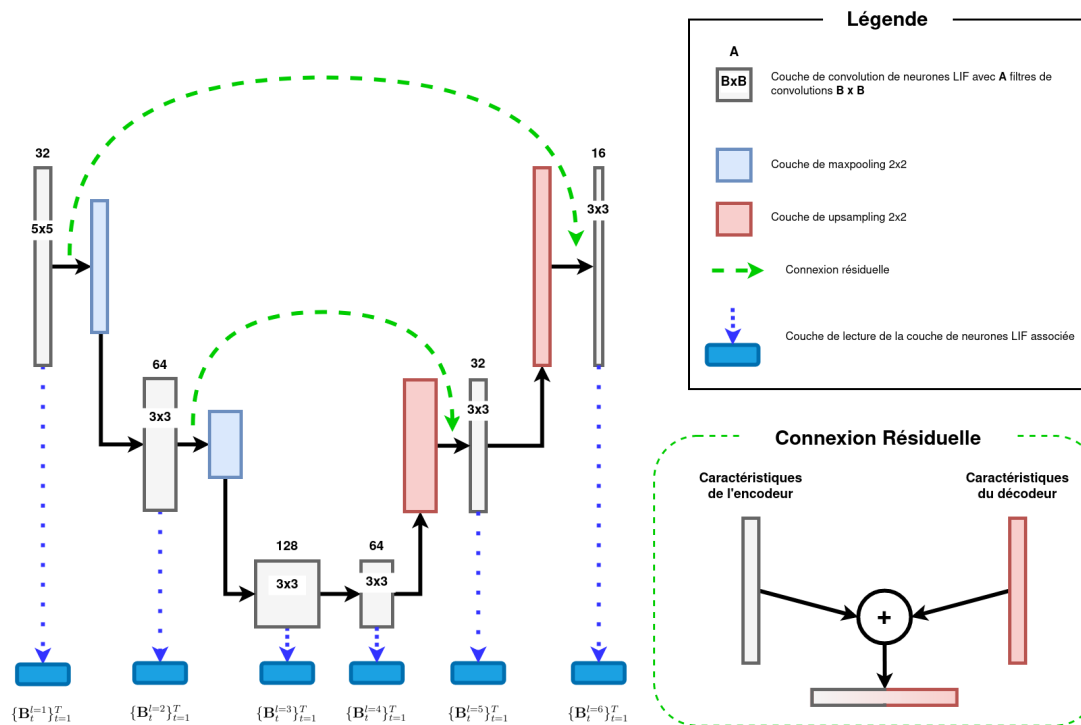 Légende
A
BxB
Couche de convolution de neurones LIF avec A filtres de
convolutions B x B
Couche de maxpooling 2x2
Couche de upsampling 2x2
Connexion résiduelle
Couche de lecture de la couche de neurones LIF associée
32
5x5
64
3x3
128
3x3
64
3x3
32
3x3
16
3x3
{B_t^{l=1}}_{t=1}^T
{B_t^{l=2}}_{t=1}^T
{B_t^{l=3}}_{t=1}^T
{B_t^{l=4}}_{t=1}^T
{B_t^{l=5}}_{t=1}^T
{B_t^{l=6}}_{t=1}^T
Connexion Résiduelle
Caractéristiques
de l'encodeur
Caractéristiques
du décodeur
+